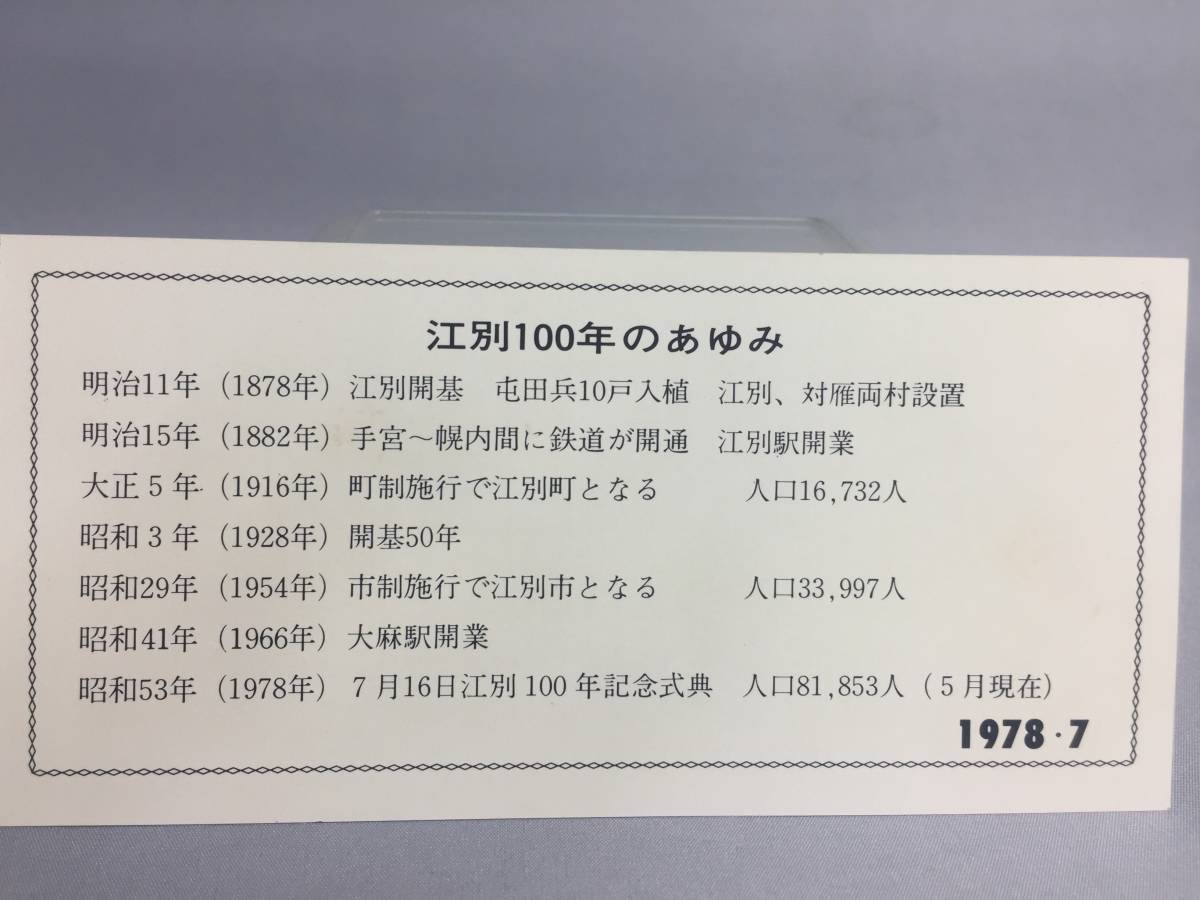 江別100年のあゆみ
明治11年（1878年）江別開基　屯田兵10戸入植　江別、対雁両村設置
明治15年（1882年）手宮〜幌内間に鉄道が開通　江別駅開業
大正５年（1916年）町制施行で江別町となる　　　人口16,732人
昭和３年（1928年）開基50年
昭和29年（1954年）市制施行で江別市となる　　　人口33,997人
昭和41年（1966年）大麻駅開業
昭和53年（1978年）７月16日江別100年記念式典　人口81,853人（５月現在）
1978・7